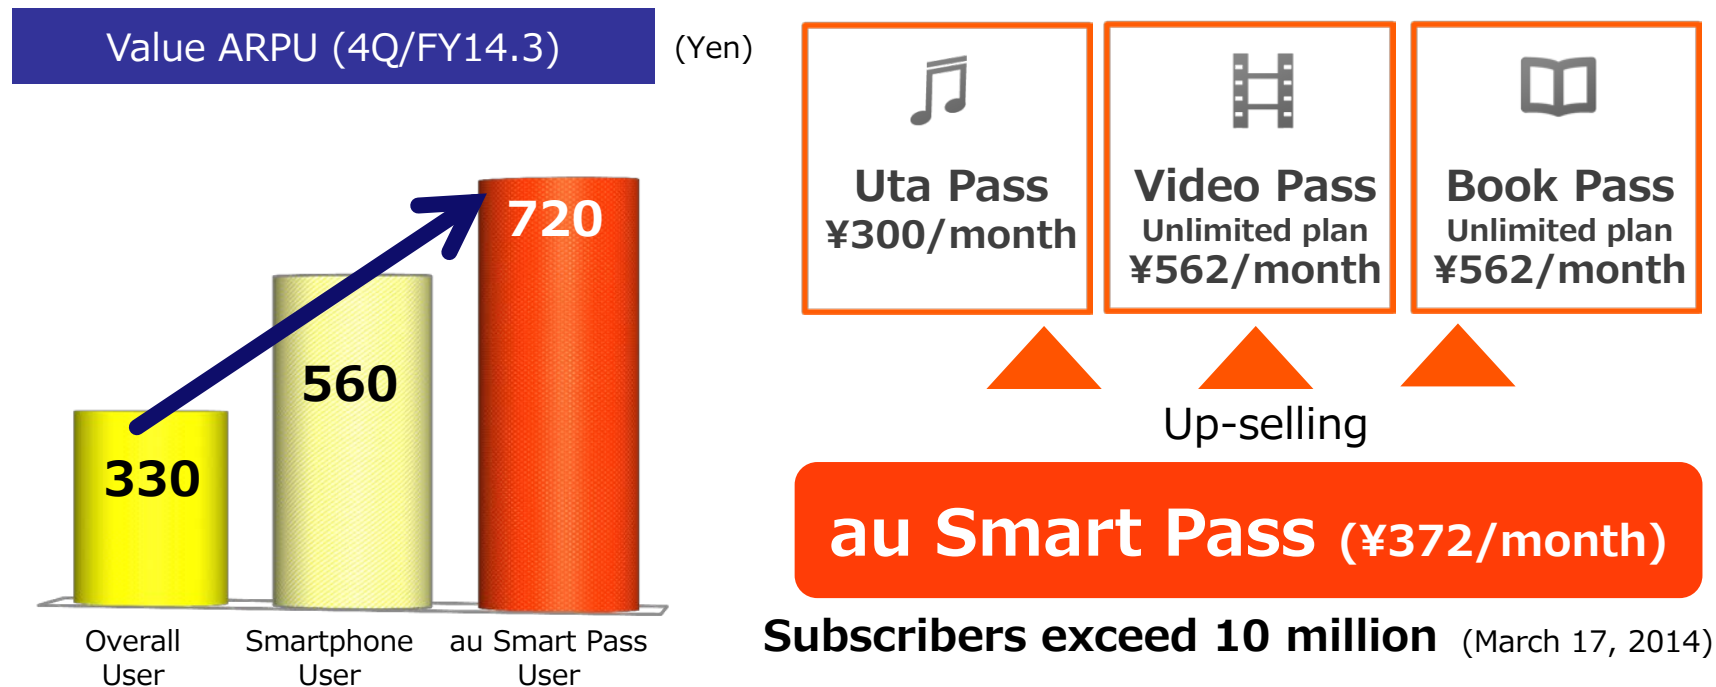 Value ARPU (4Q/FY14.3)
(Yen)
720
560
330
Overall
User
Smartphone
User
au Smart Pass
User
Uta Pass
¥300/month
Video Pass
Unlimited plan
¥562/month
Book Pass
Unlimited plan
¥562/month
Up-selling
au Smart Pass (¥372/month)
Subscribers exceed 10 million (March 17, 2014)